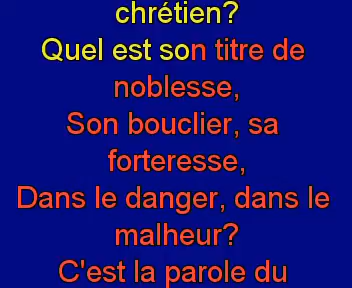 chrétien?
Quel est son titre de
noblesse,
Son bouclier, sa
forteresse,
Dans le danger, dans le
malheur?
C'est la parole du